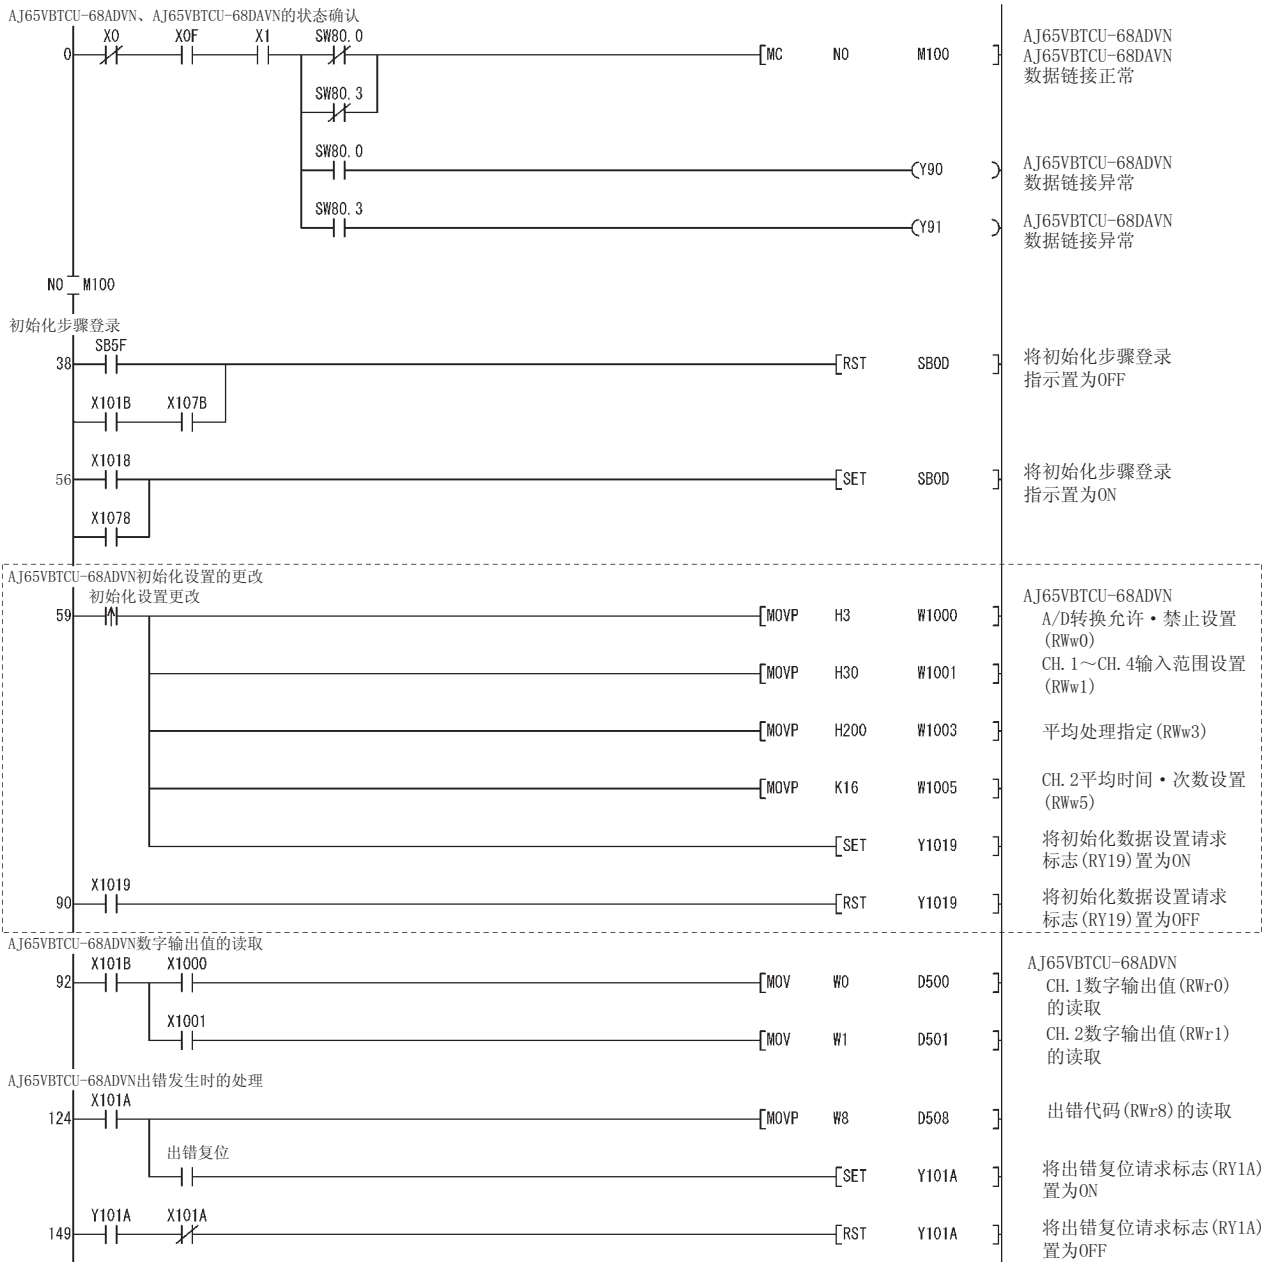 AJ65VBTCU-68ADVN、AJ65VBTCU-68DAVN的状态确认
X0 X0F X1 SW80.0
0 MC N0 M100
AJ65VBTCU-68ADVN
AJ65VBTCU-68DAVN
数据链接正常
SW80.3
SW80.0
Y90
AJ65VBTCU-68ADVN
数据链接异常
SW80.3
Y91
AJ65VBTCU-68DAVN
数据链接异常
N0 M100
初始化步骤登录
SB5F
38 RST SB0D
将初始化步骤登录
指示置为OFF
X101B X107B
X1018
56 SET SB0D
将初始化步骤登录
指示置为ON
X1078
AJ65VBTCU-68ADVN初始化设置的更改
初始化设置更改
59 MOVP H3 W1000
AJ65VBTCU-68ADVN
A/D转换允许·禁止设置
(RWw0)
MOVP H30 W1001
CH.1～CH.4输入范围设置
(RWw1)
MOVP H200 W1003
平均处理指定(RWw3)
MOVP K16 W1005
CH.2平均时间·次数设置
(RWw5)
SET Y1019
将初始化数据设置请求
标志(RY19)置为ON
X1019
90 RST Y1019
将初始化数据设置请求
标志(RY19)置为OFF
AJ65VBTCU-68ADVN数字输出值的读取
X101B X1000
92 MOV W0 D500
AJ65VBTCU-68ADVN
CH.1数字输出值(RWr0)
的读取
X1001
MOV W1 D501
CH.2数字输出值(RWr1)
的读取
AJ65VBTCU-68ADVN出错发生时的处理
X101A
124 MOVP W8 D508
出错代码(RWr8)的读取
出错复位
SET Y101A
将出错复位请求标志(RY1A)
置为ON
Y101A X101A
149 RST Y101A
将出错复位请求标志(RY1A)
置为OFF